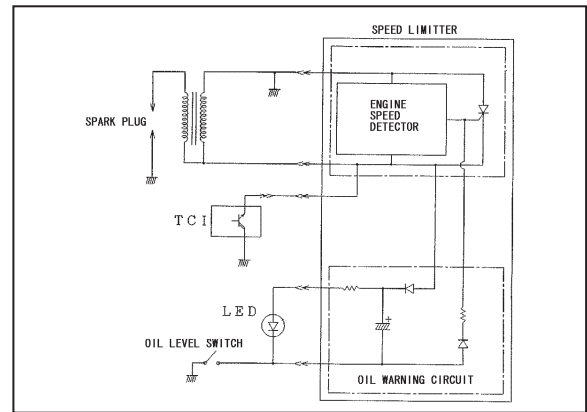 SPEED LIMITTER
ENGINE
SPEED
DETECTOR
SPARK PLUG
TCI
LED
+
OIL LEVEL SWITCH
OIL WARNING CIRCUIT